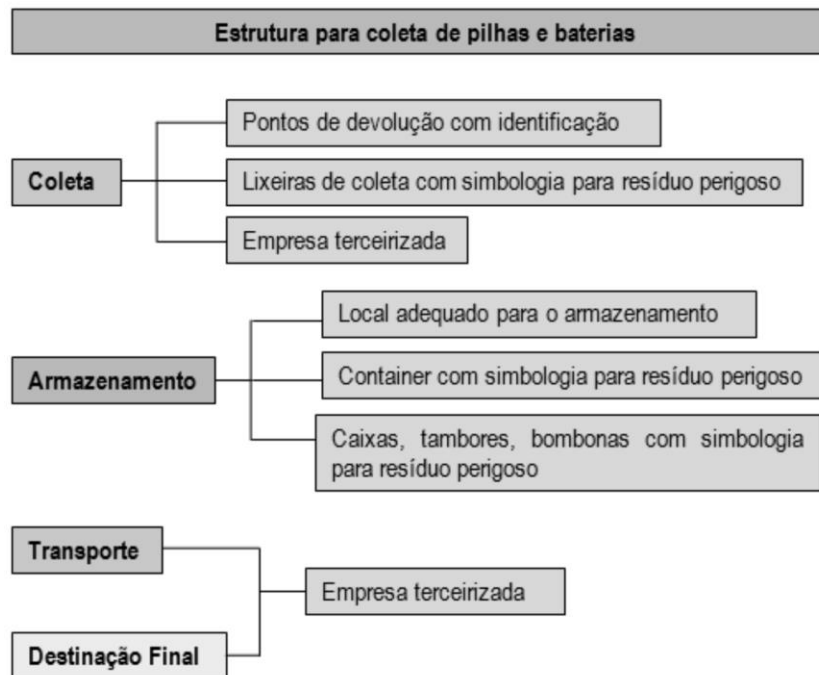 Estrutura para coleta de pilhas e baterias
Pontos de devolução com identificação
Coleta
Lixeiras de coleta com simbologia para resíduo perigoso
Empresa terceirizada
Local adequado para o armazenamento
Armazenamento
Container com simbologia para resíduo perigoso
Caixas, tambores, bombonas com simbologia
para resíduo perigoso
Transporte
Empresa terceirizada
Destinação Final